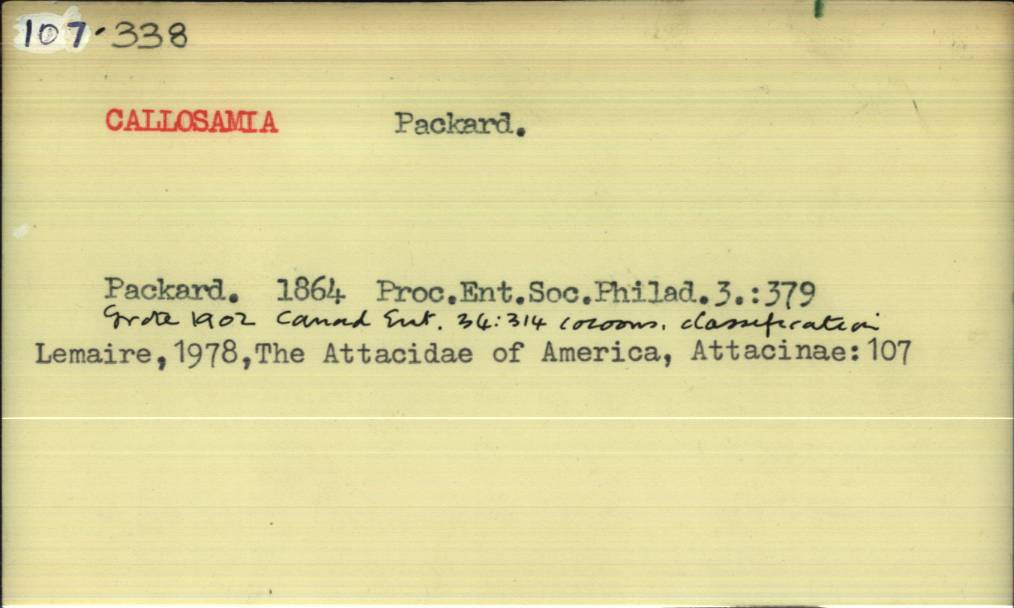 107.338
CALLOSAMIA Packard.
Packard. 1864 Proc.Ent.Soc.Philad.3.:379
Grote 1902 Canad Ent. 34:314 cocoons. classification
Lemaire,1978,The Attacidae of America, Attacinae:107